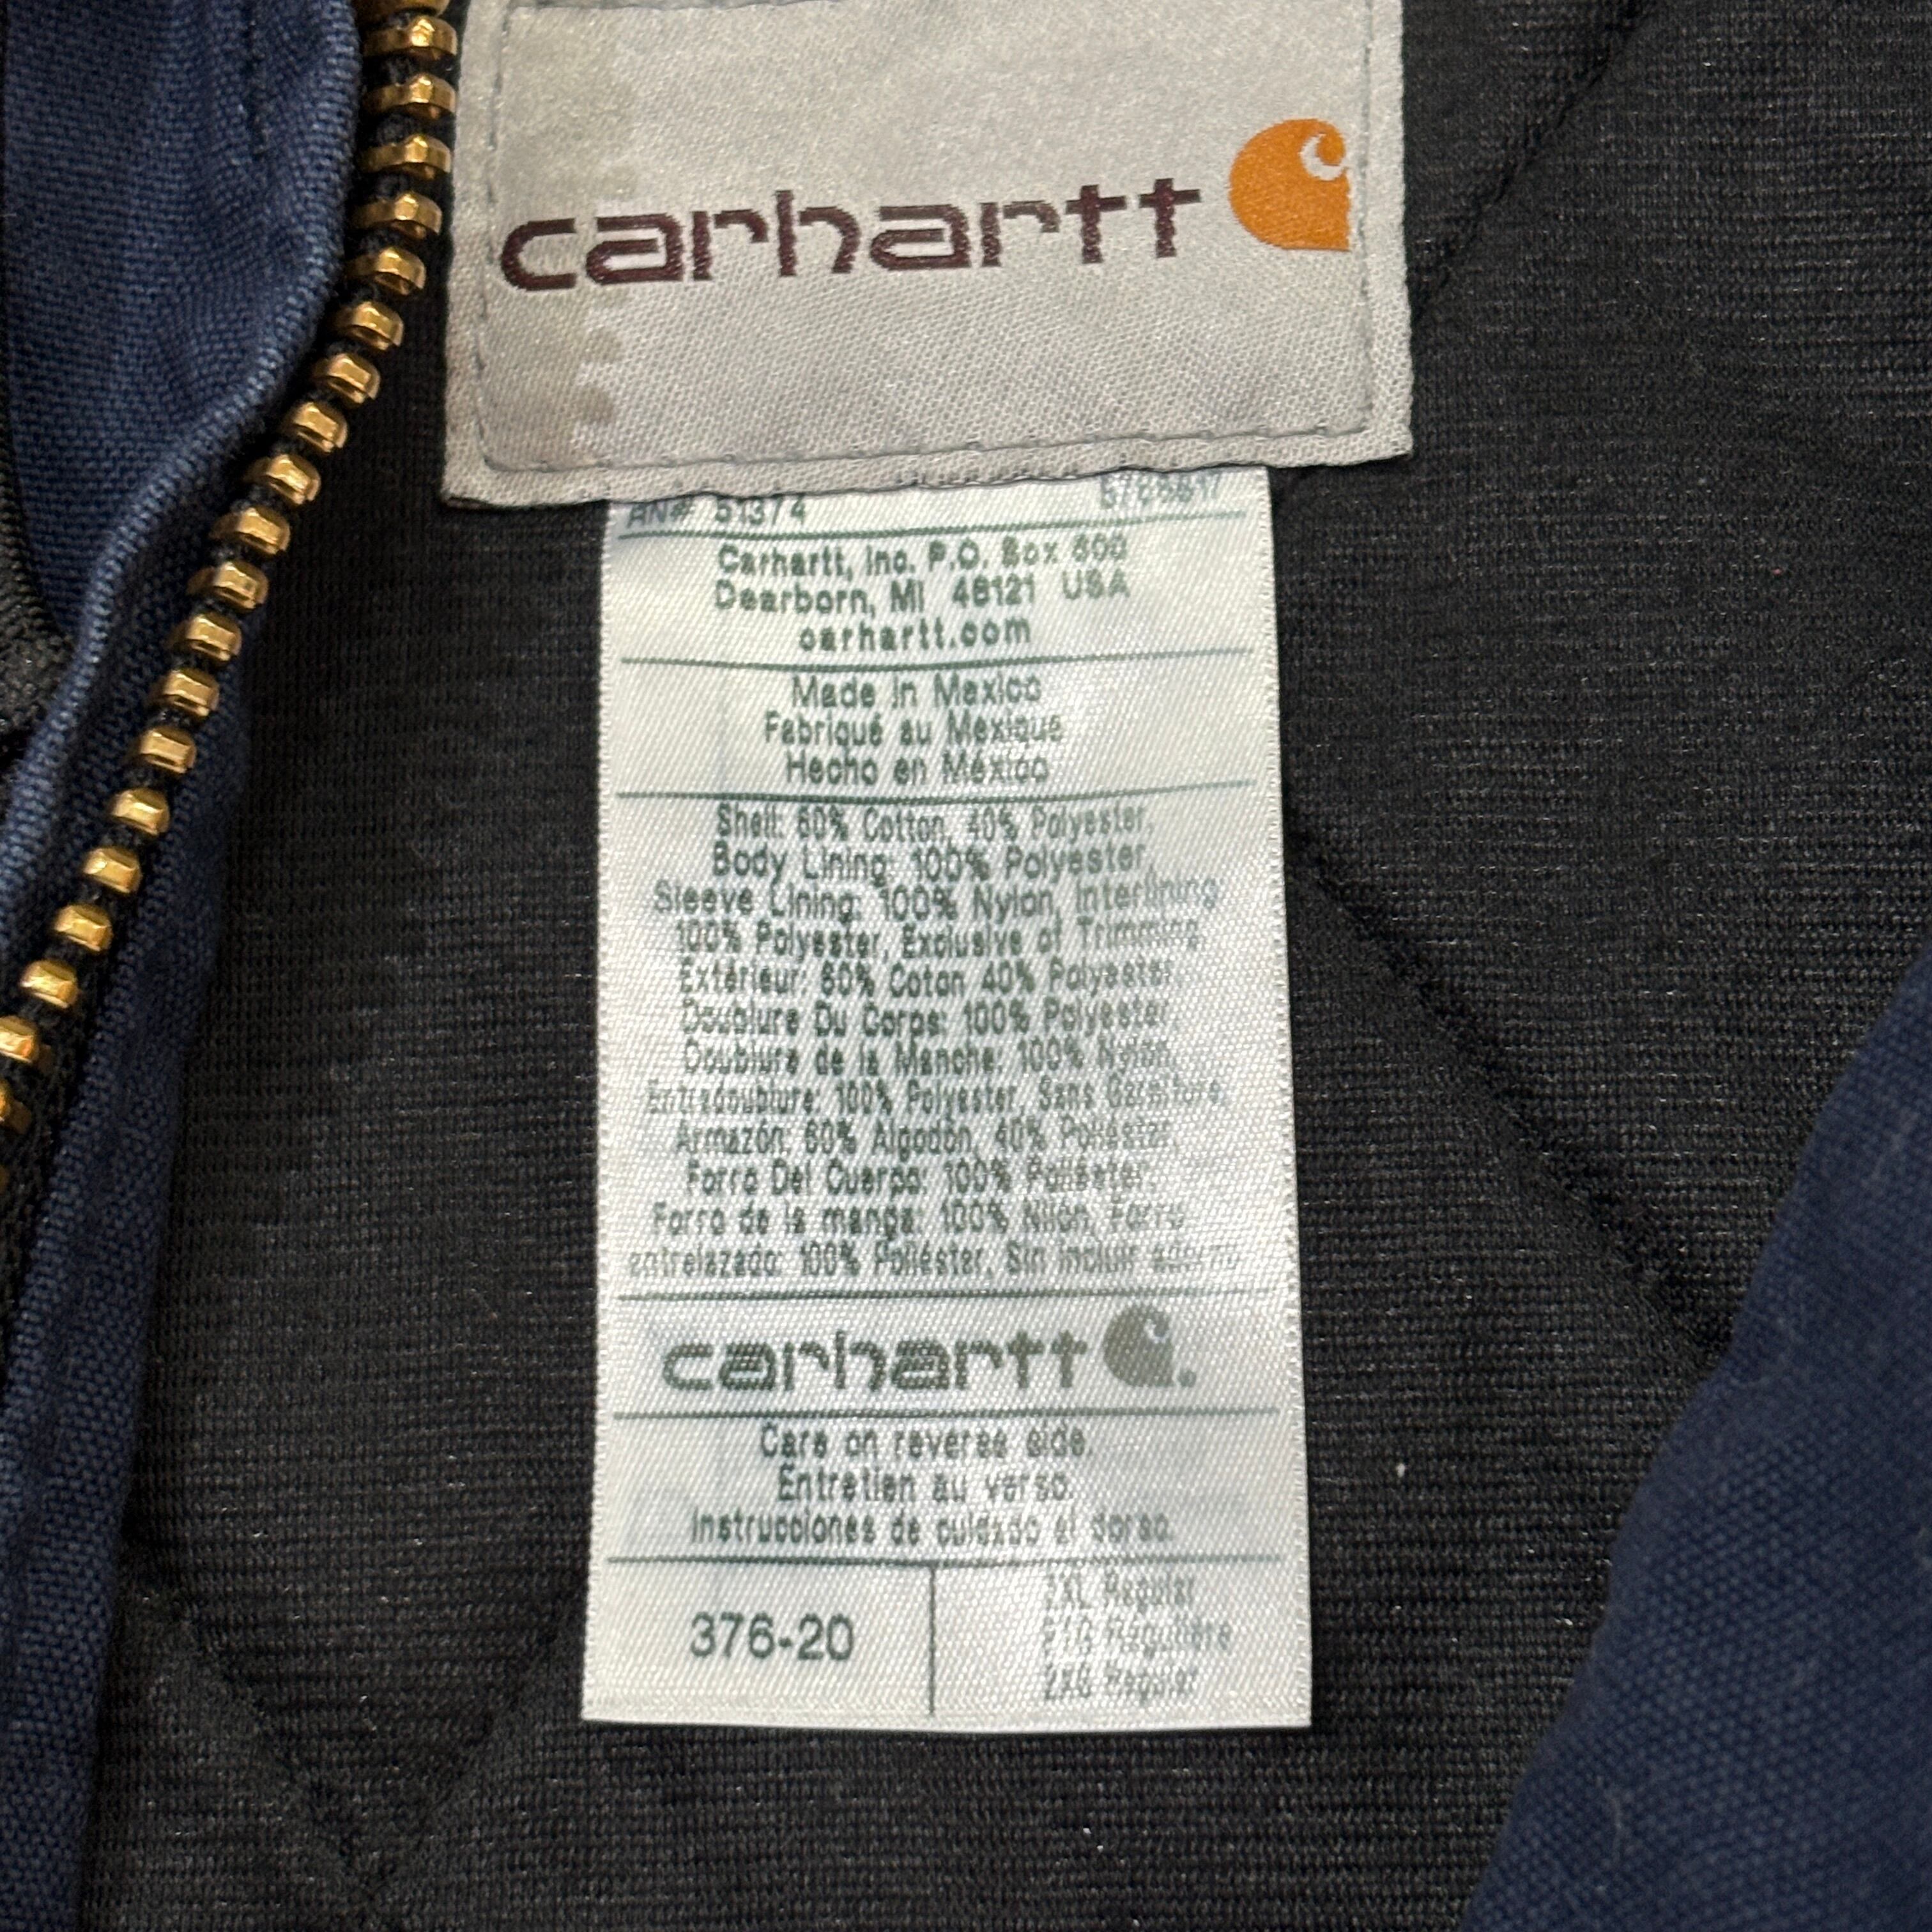 carhartt
AN# 51374
Carhartt, Inc. P.O. Box 600
Dearborn, MI 48121 USA
carhartt.com
Made in Mexico
Fabriqué au Mexique
Hecho en México
Shell: 60% Cotton, 40% Polyester,
Body Lining: 100% Polyester,
Sleeve Lining: 100% Nylon, Interlining:
100% Polyester, Exclusive of Trimming
Extérieur: 60% Coton 40% Polyester,
Doublure Du Corps: 100% Polyester,
Doublure de la Manche: 100% Nylon,
Entredoublure: 100% Polyester, Sans Garniture,
Armazón: 60% Algodón, 40% Poliéster,
Forro Del Cuerpo: 100% Poliéster,
Forro de la manga: 100% Nilón, Forro
entrelazado: 100% Poliéster, Sin incluir adorno
carhartt
Care on reverse side.
Entretien au verso.
Instrucciones de cuidado al dorso.
376-20
2XL Regular
2TG Régulière
2XG Regular